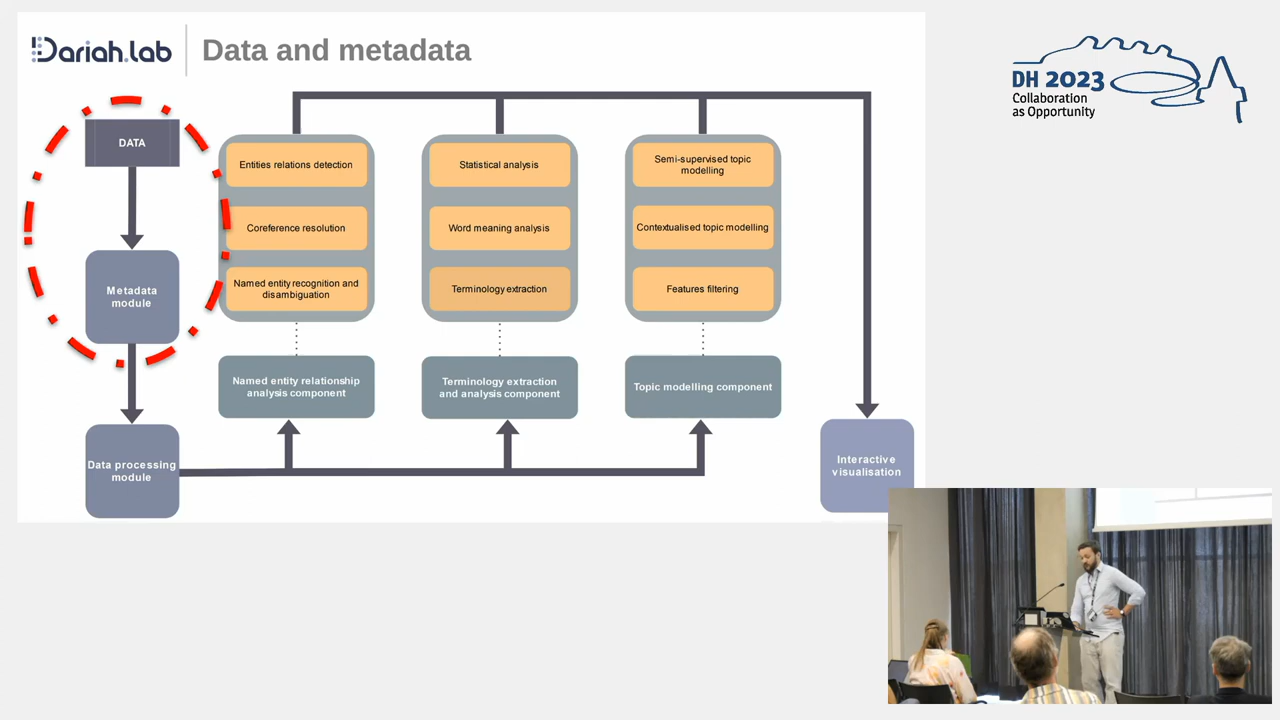 Dariah.lab
Data and metadata
DH 2023
Collaboration
as Opportunity
DATA
Metadata
module
Data processing
module
Entities relations detection
Coreference resolution
Named entity recognition and
disambiguation
Named entity relationship
analysis component
Statistical analysis
Word meaning analysis
Terminology extraction
Terminology extraction
and analysis component
Semi-supervised topic
modelling
Contextualised topic modelling
Features filtering
Topic modelling component
Interactive
visualisation